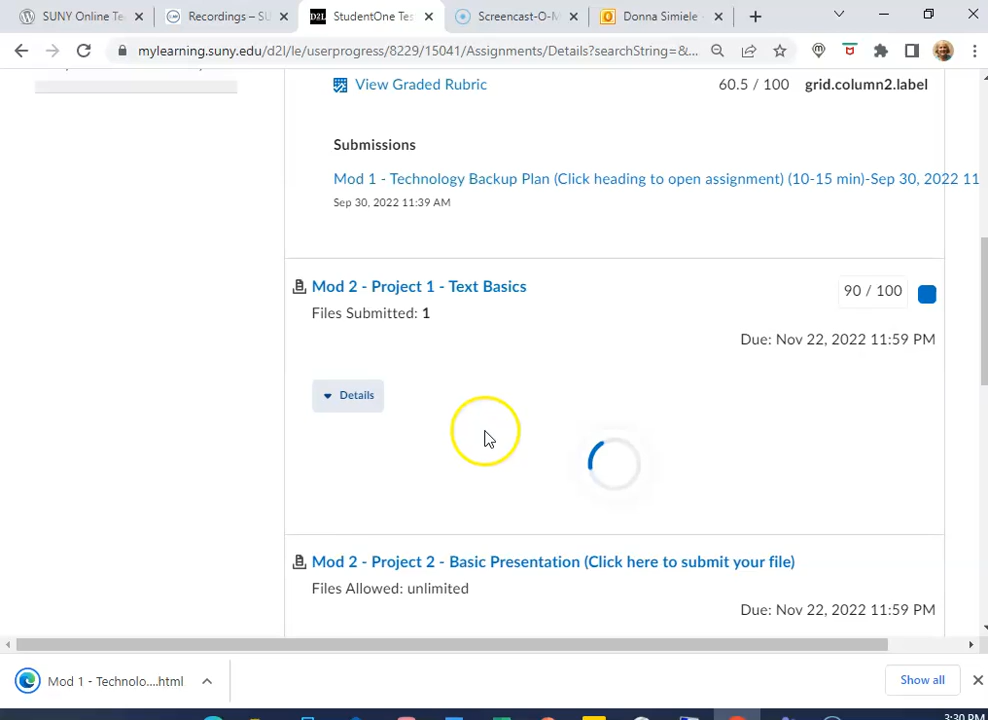 SUNY Online Te
Recordings – SU
StudentOne Tes
Screencast-O-M
Donna Simiele –
mylearning.suny.edu/d2l/le/userprogress/8229/15041/Assignments/Details?searchString=&...
View Graded Rubric
60.5 / 100 grid.column2.label
Submissions
Mod 1 - Technology Backup Plan (Click heading to open assignment) (10-15 min)-Sep 30, 2022 11
Sep 30, 2022 11:39 AM
Mod 2 - Project 1 - Text Basics
90 / 100
Files Submitted: 1
Due: Nov 22, 2022 11:59 PM
Details
Mod 2 - Project 2 - Basic Presentation (Click here to submit your file)
Files Allowed: unlimited
Due: Nov 22, 2022 11:59 PM
Mod 1 - Technolo....html
Show all
3:30 PM